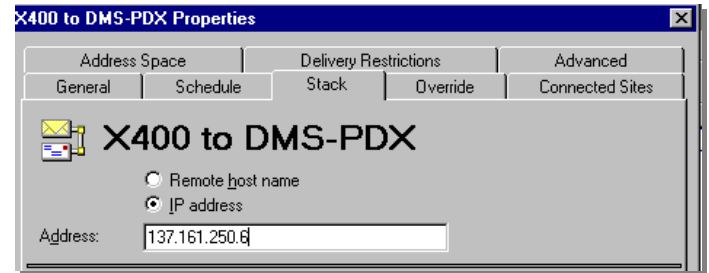 X400 to DMS-PDX Properties
Address Space Delivery Restrictions Advanced
General Schedule Stack Override Connected Sites
X400 to DMS-PDX
Remote host name
IP address
Address: 137.161.250.6